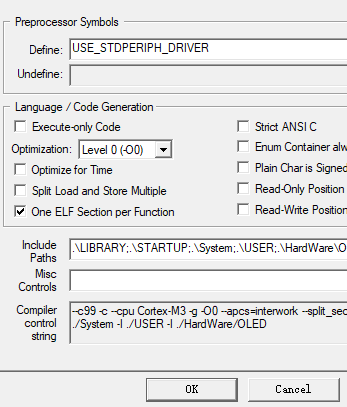 Preprocessor Symbols
Define: USE_STDPERIPH_DRIVER
Undefine:
Language / Code Generation
Execute-only Code
Strict ANSI C
Optimization: Level 0 (-O0)
Enum Container alw
Optimize for Time
Plain Char is Signed
Split Load and Store Multiple
Read-Only Position
One ELF Section per Function
Read-Write Position
Include Paths
.\LIBRARY;.\STARTUP;.\System;.\USER;.\HardWare\O
Misc Controls
Compiler control string
--c99 -c --cpu Cortex-M3 -g -O0 --apcs=interwork --split_sec
./System -I ./USER -I ./HardWare/OLED
OK
Cancel